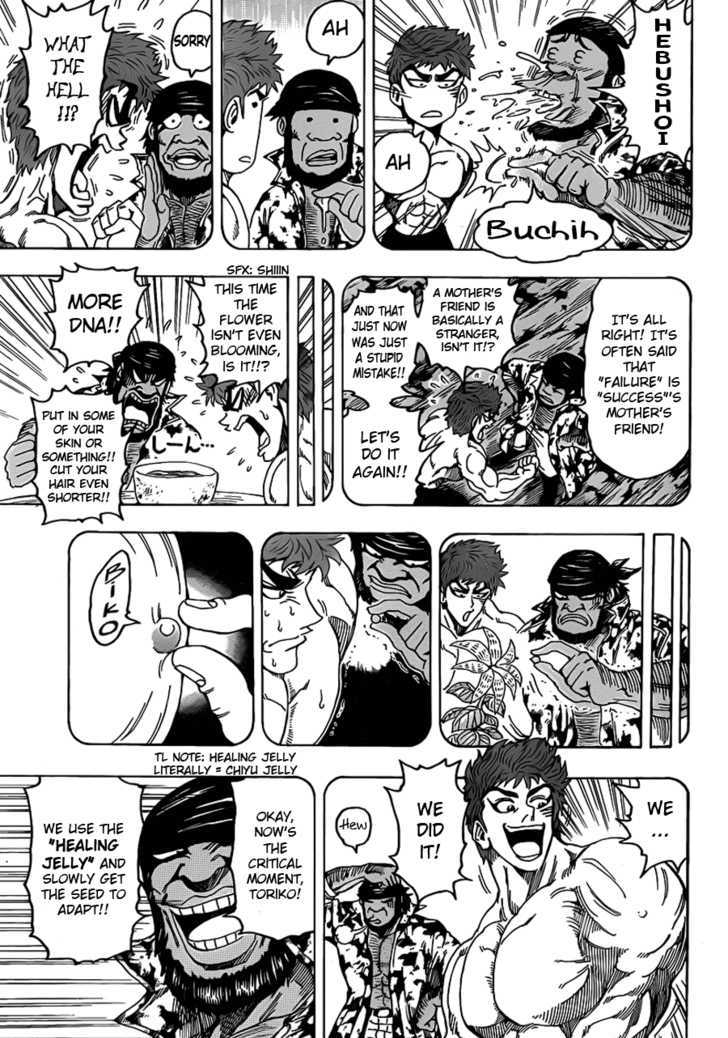 HEBUSHOI
AH
Buchih
AH
SORRY
WHAT
THE
HELL
!!?
IT'S ALL
RIGHT! IT'S
OFTEN SAID
THAT
"FAILURE" IS
"SUCCESS"'S
MOTHER'S
FRIEND!
A MOTHER'S
FRIEND IS
BASICALLY A
STRANGER,
ISN'T IT!?
AND THAT
JUST NOW
WAS JUST
A STUPID
MISTAKE!!
LET'S
DO IT
AGAIN!!
SFX: SHIIIN
THIS TIME
THE
FLOWER
ISN'T EVEN
BLOOMING,
IS IT!!?
しーん…
MORE
DNA!!
PUT IN SOME
OF YOUR
SKIN OR
SOMETHING!!
CUT YOUR
HAIR EVEN
SHORTER!!
BIKO
TL NOTE: HEALING JELLY
LITERALLY = CHIYU JELLY
WE
...
WE
DID
IT!
Hew
OKAY,
NOW'S
THE
CRITICAL
MOMENT,
TORIKO!
WE USE
THE
"HEALING
JELLY" AND
SLOWLY GET
THE SEED TO
ADAPT!!